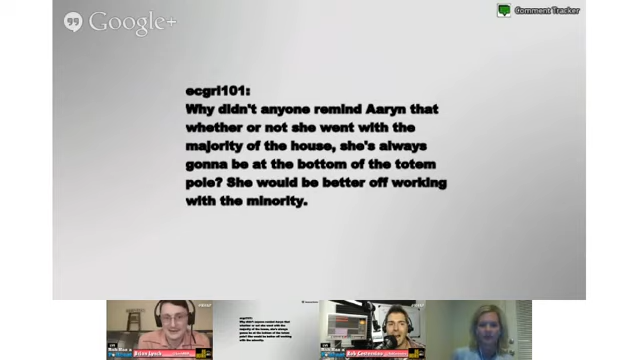 Google+
Comment Tracker
ecgrl101:
Why didn't anyone remind Aaryn that
whether or not she went with the
majority of the house, she's always
gonna be at the bottom of the totem
pole? She would be better off working
with the minority.